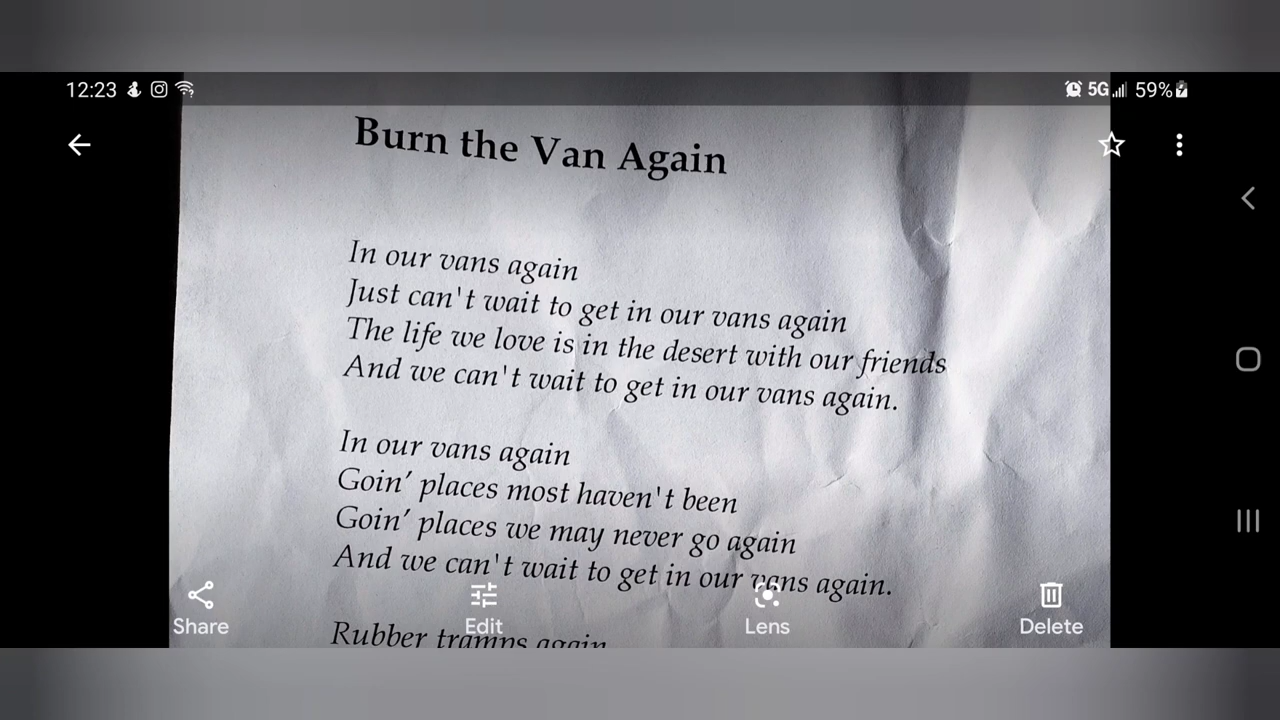 12:23
5G
59%
Burn the Van Again
In our vans again
Just can't wait to get in our vans again
The life we love is in the desert with our friends
And we can't wait to get in our vans again.
In our vans again
Goin’ places most haven't been
Goin’ places we may never go again
And we can't wait to get in our vans again.
Rubber tramps again
Share
Edit
Lens
Delete